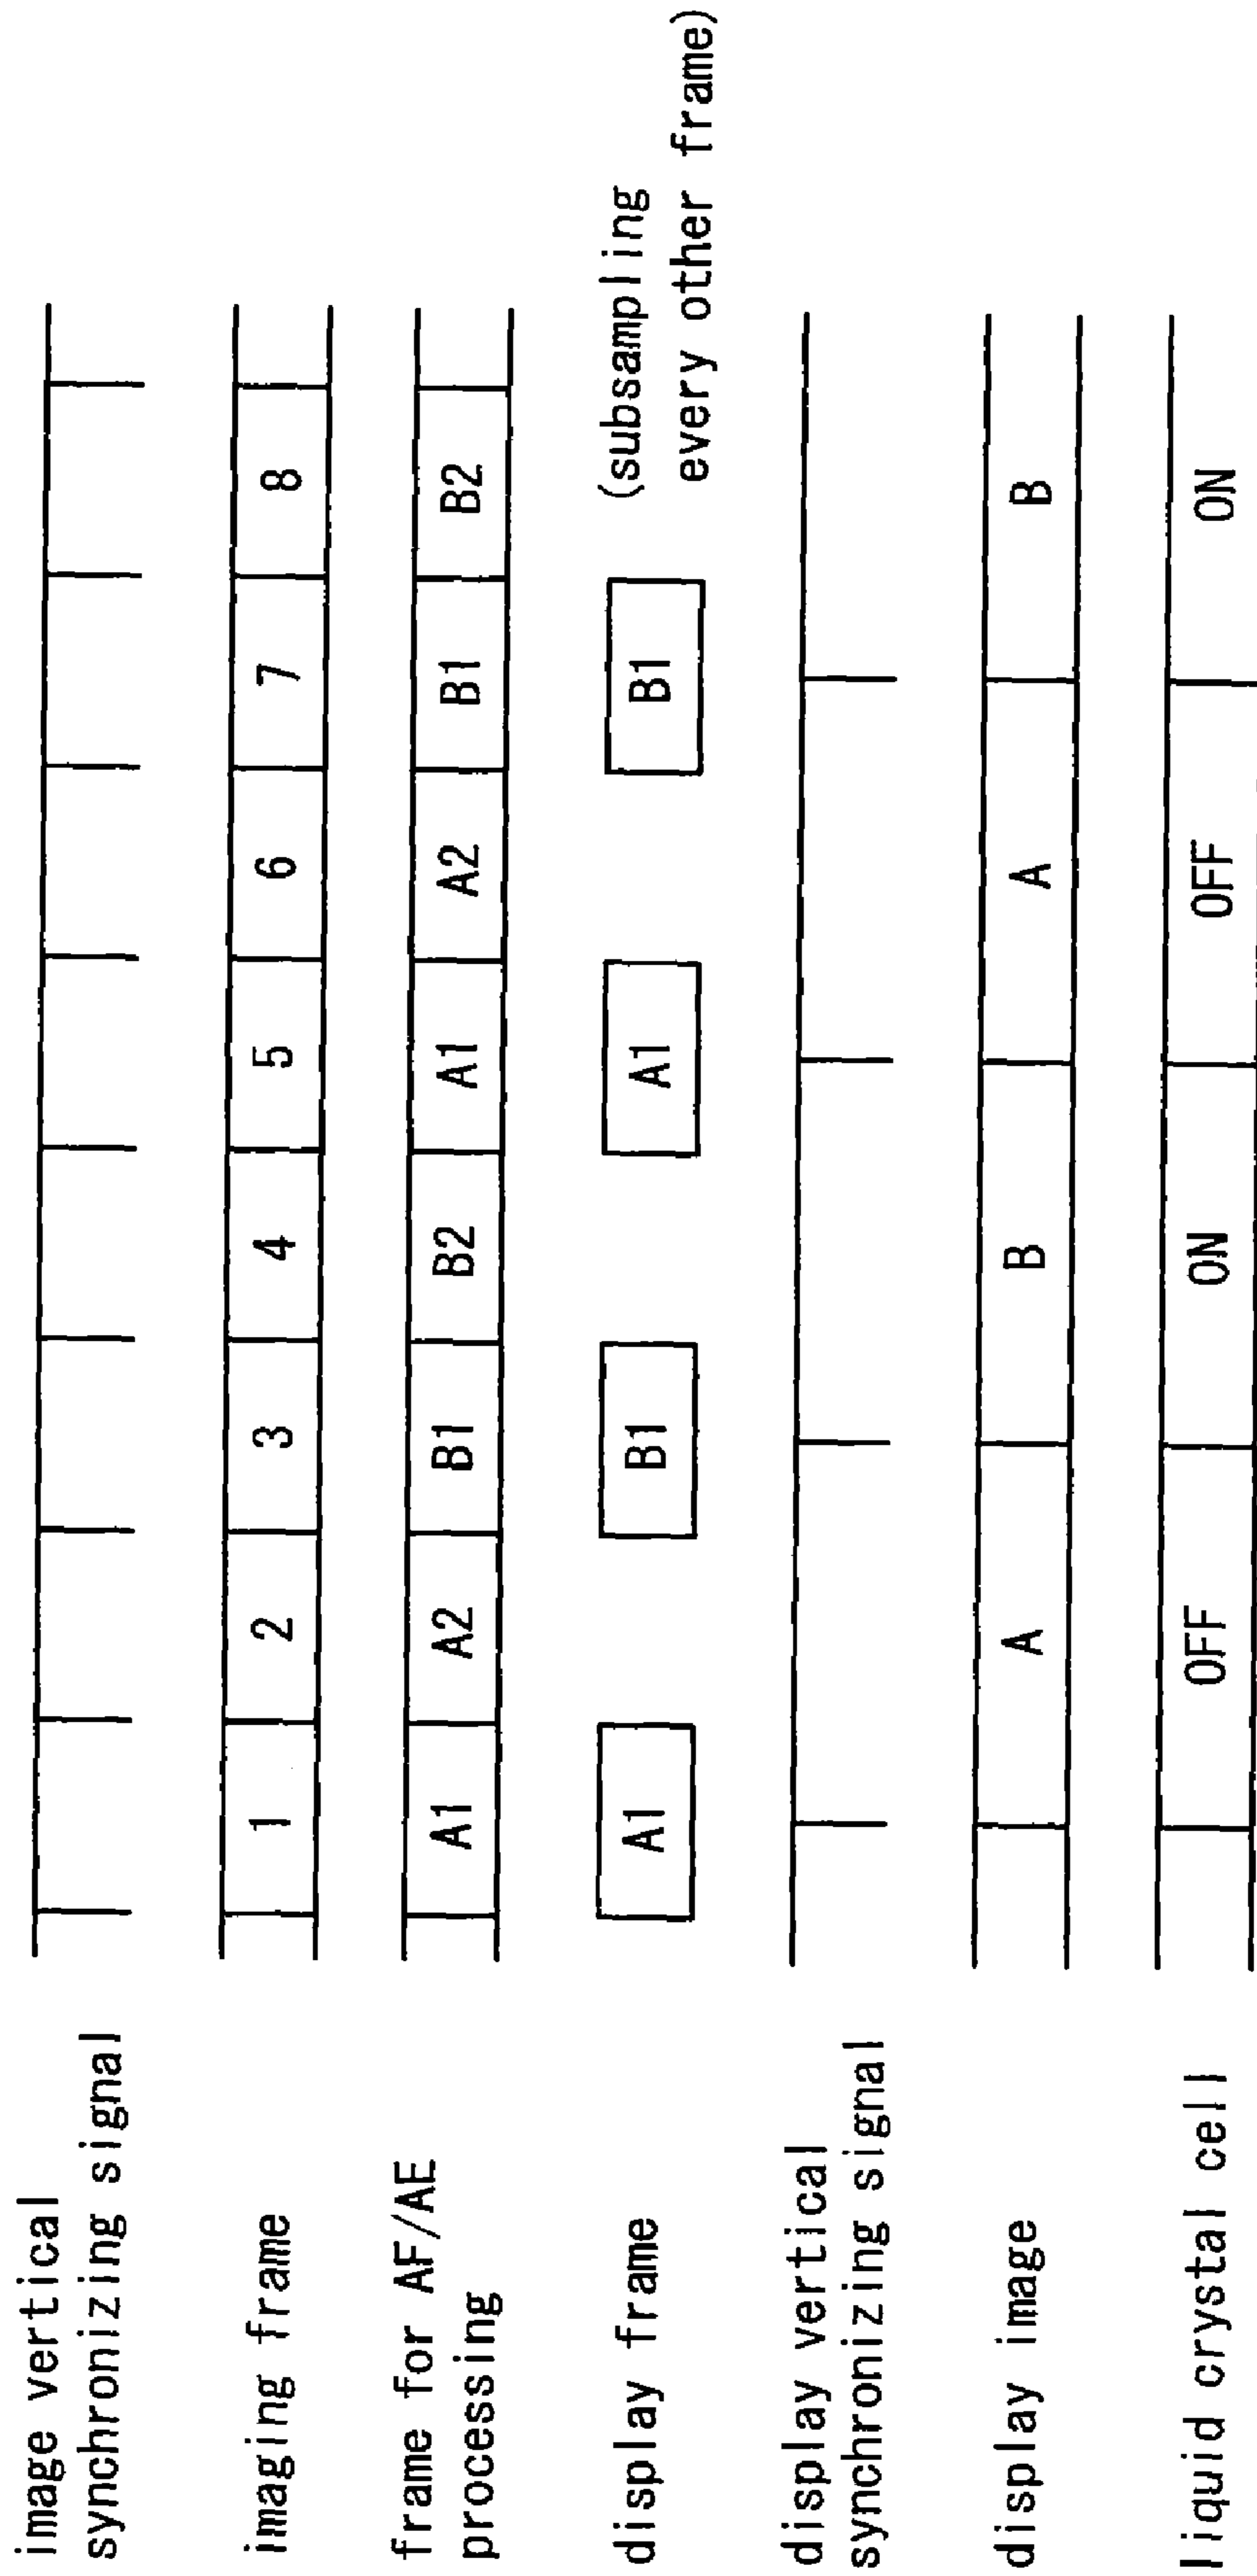 image vertical
synchronizing signal
imaging frame
1 2 3 4 5 6 7 8
frame for AF/AE
processing
A1 A2 B1 B2 A1 A2 B1 B2
display frame
A1 B1 A1 B1
(subsampling
every other frame)
display vertical
synchronizing signal
display image
A B A B
liquid crystal cell
OFF ON OFF ON